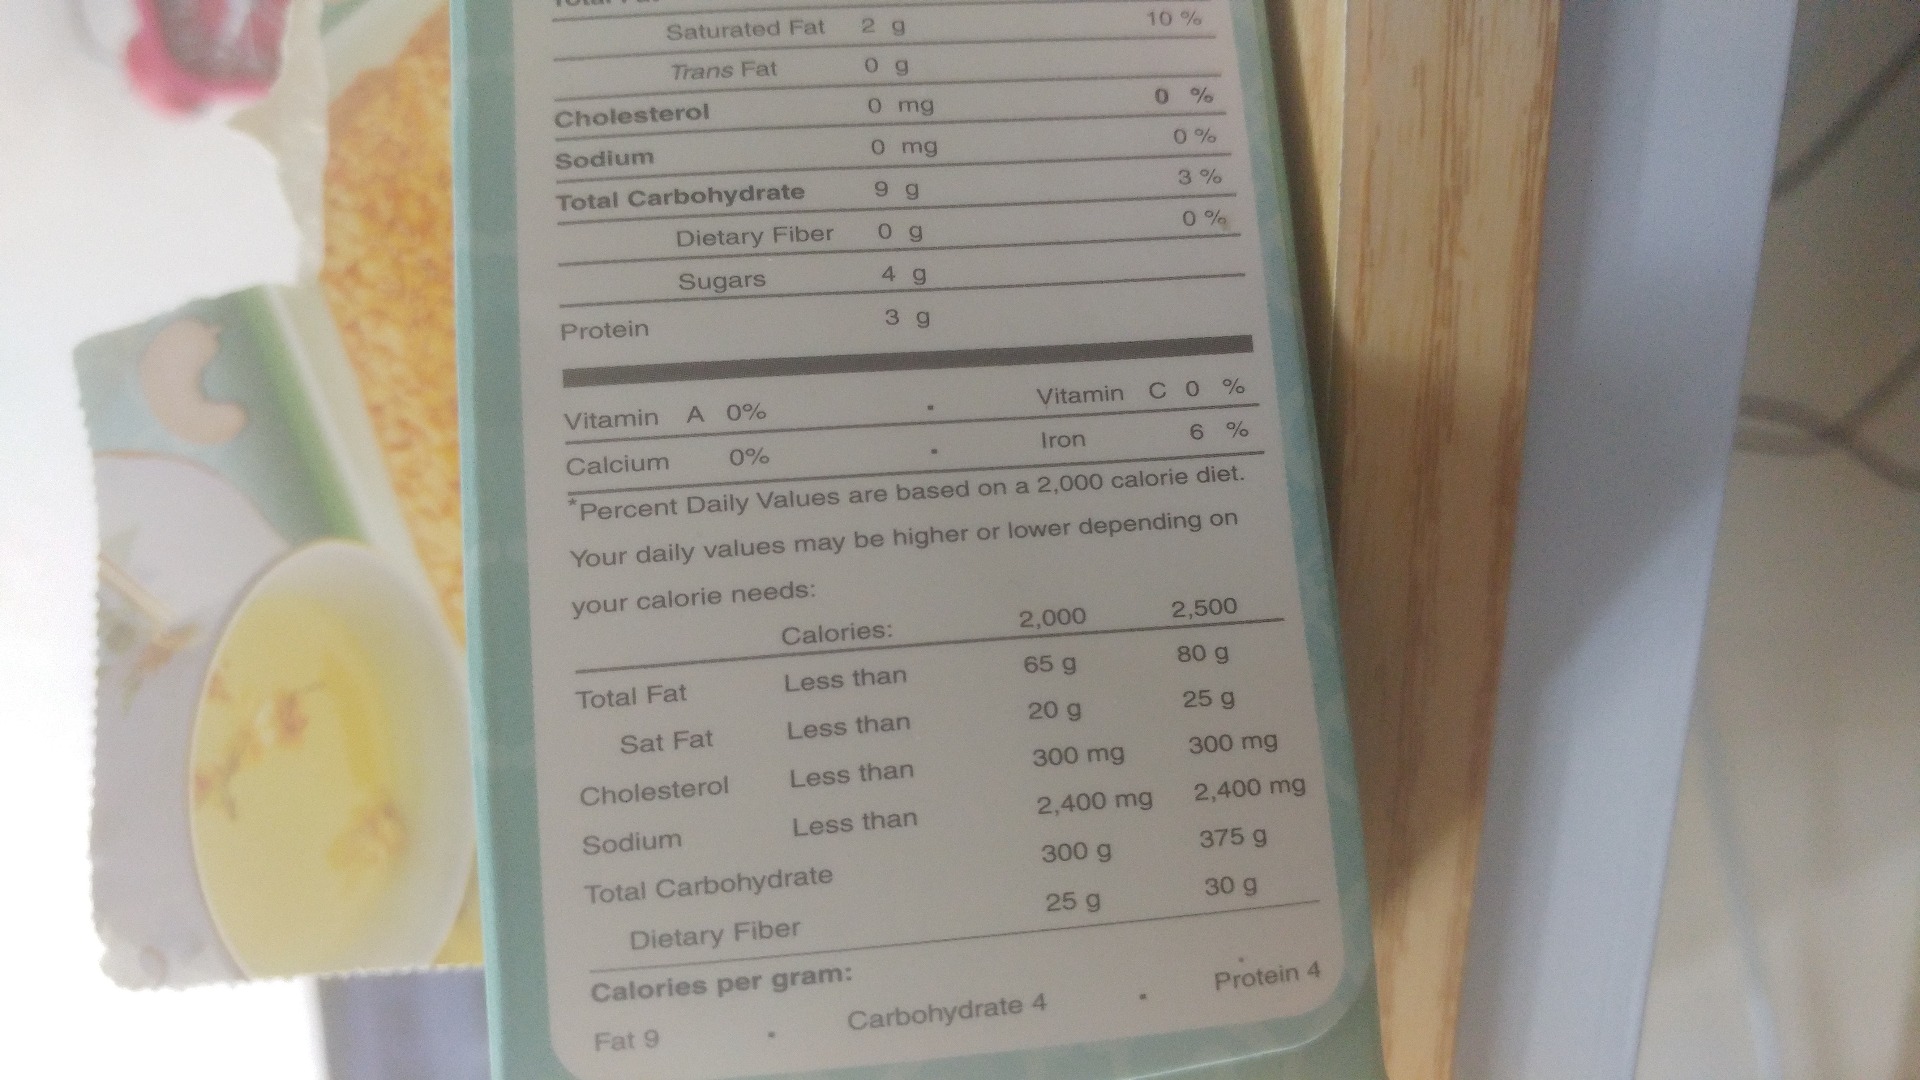 Saturated Fat 2 g 10 %
Trans Fat 0 g
Cholesterol 0 mg 0 %
Sodium 0 mg 0 %
Total Carbohydrate 9 g 3 %
Dietary Fiber 0 g 0 %
Sugars 4 g
Protein 3 g
Vitamin A 0% · Vitamin C 0 %
Calcium 0% · Iron 6 %
*Percent Daily Values are based on a 2,000 calorie diet.
Your daily values may be higher or lower depending on
your calorie needs:
Calories: 2,000 2,500
Total Fat Less than 65 g 80 g
Sat Fat Less than 20 g 25 g
Cholesterol Less than 300 mg 300 mg
Sodium Less than 2,400 mg 2,400 mg
Total Carbohydrate 300 g 375 g
Dietary Fiber 25 g 30 g
Calories per gram:
Fat 9 · Carbohydrate 4 · Protein 4